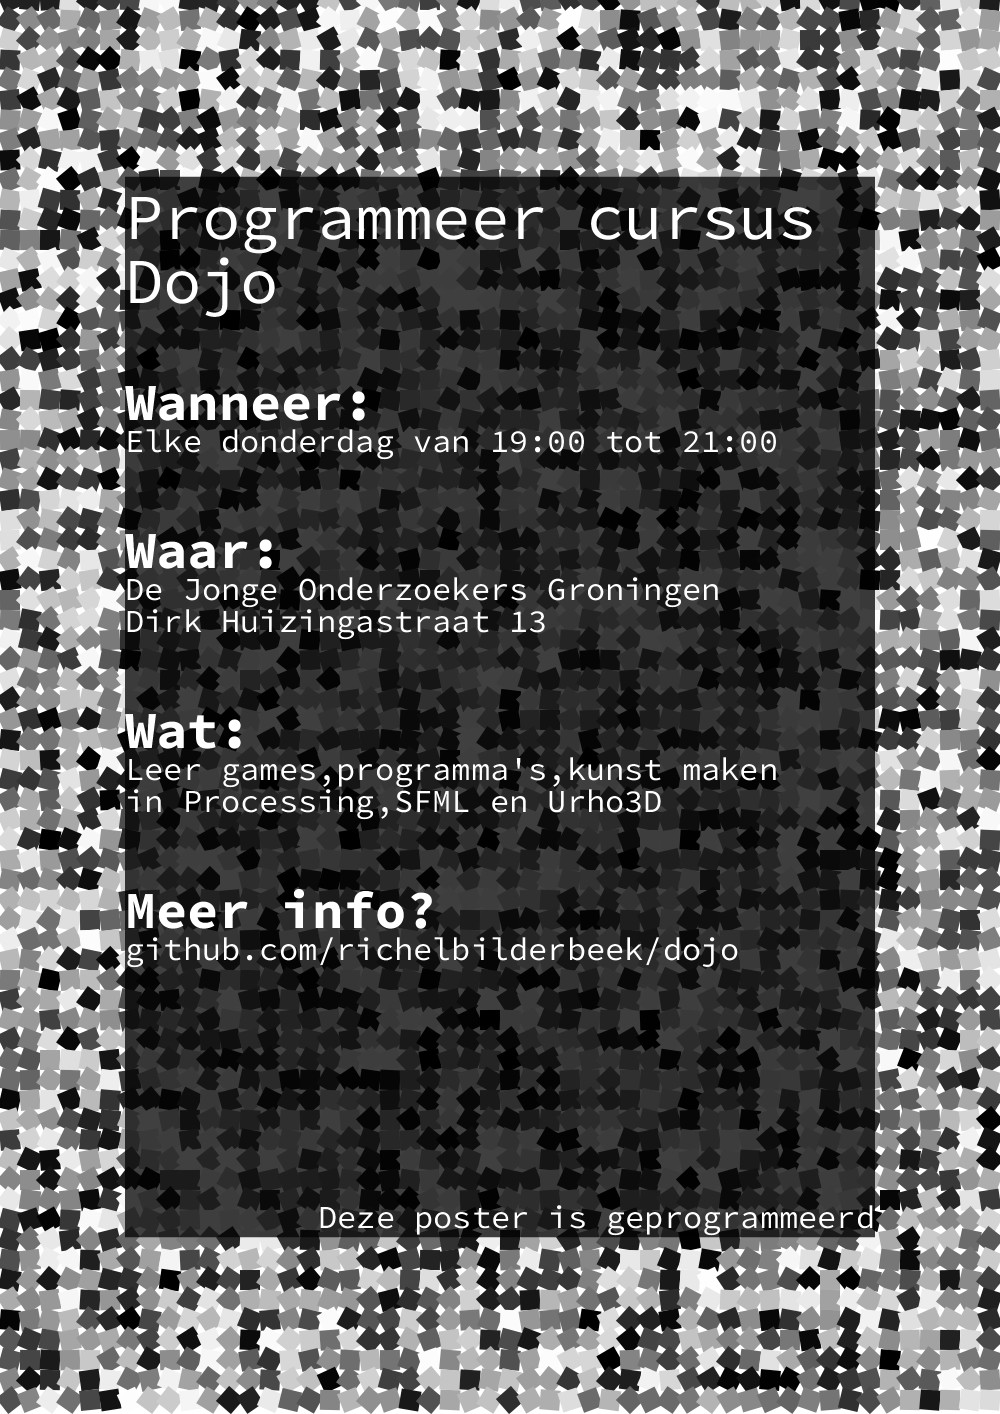 Programmeer cursus
Dojo
Wanneer:
Elke donderdag van 19:00 tot 21:00
Waar:
De Jonge Onderzoekers Groningen
Dirk Huizingastraat 13
Wat:
Leer games,programma's,kunst maken
in Processing,SFML en Urho3D
Meer info?
github.com/richelbilderbeek/dojo
Deze poster is geprogrammeerd